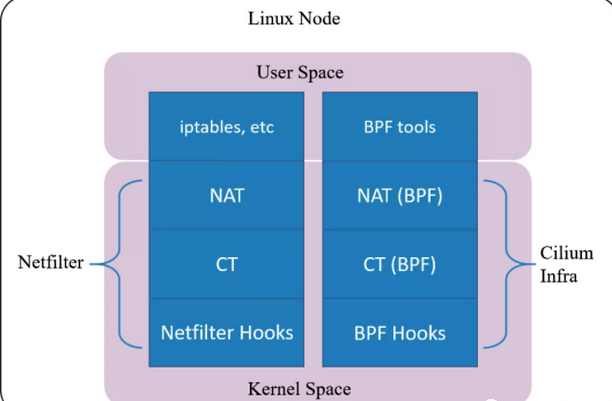 Linux Node
User Space
iptables, etc
BPF tools
NAT
NAT (BPF)
Netfilter
CT
CT (BPF)
Cilium
Infra
Netfilter Hooks
BPF Hooks
Kernel Space